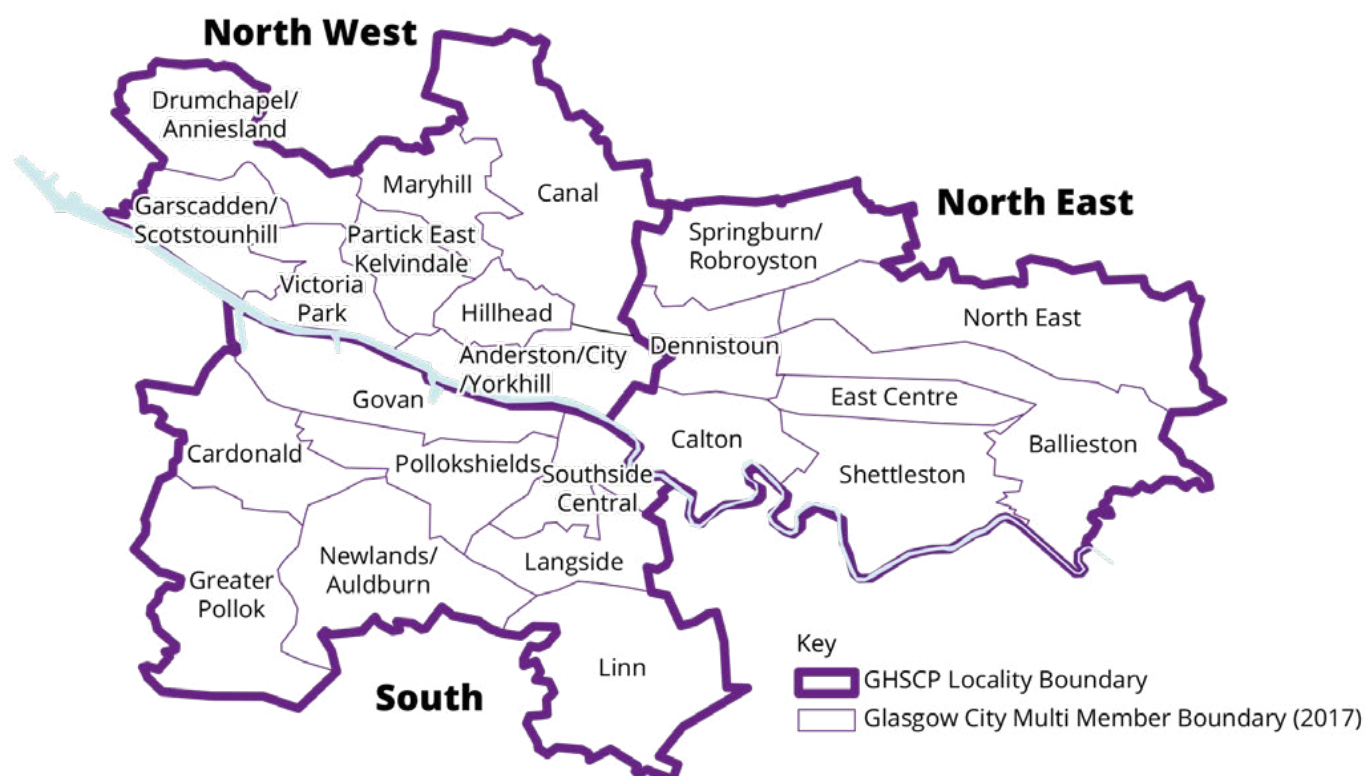 North West
Drumchapel/
Anniesland
Maryhill
Canal
Garscadden/
Scotstounhill
Partick East
Kelvindale
Victoria
Park
Hillhead
Anderston/City
/Yorkhill
North East
Springburn/
Robroyston
North East
Dennistoun
East Centre
Calton
Ballieston
Shettleston
Govan
Cardonald
Pollokshields
Southside
Central
Langside
Newlands/
Auldburn
Greater
Pollok
Linn
South
Key
GHSCP Locality Boundary
Glasgow City Multi Member Boundary (2017)